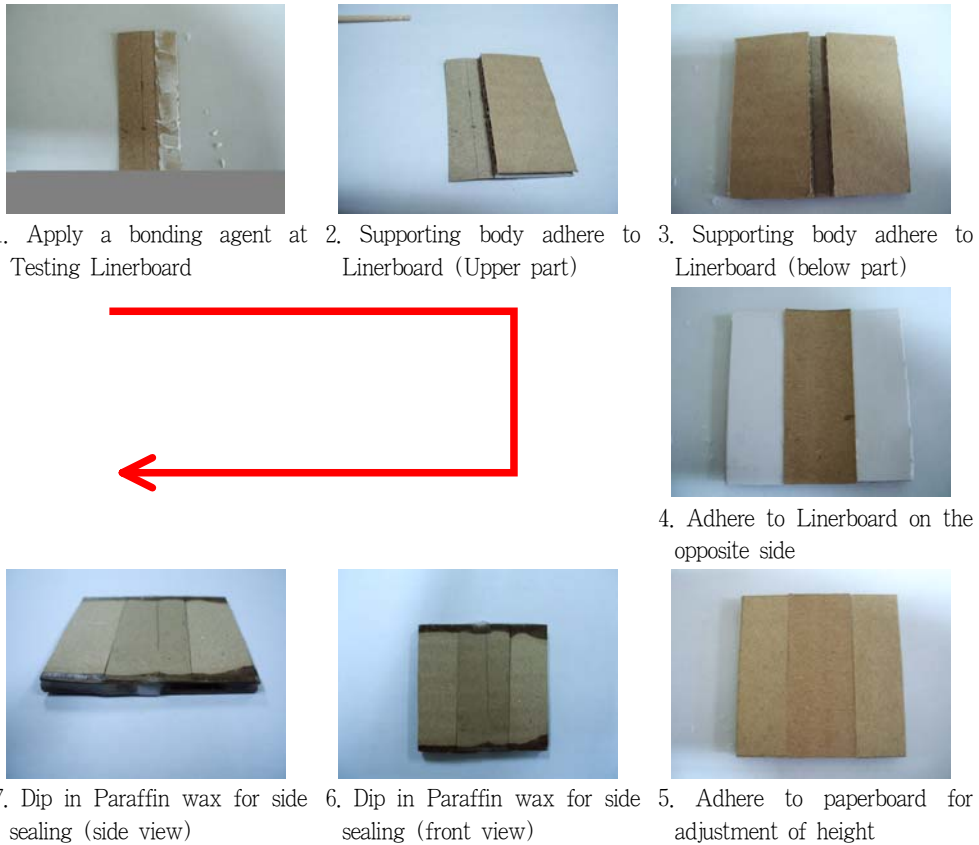 1. Apply a bonding agent at
Testing Linerboard
2. Supporting body adhere to
Linerboard (Upper part)
3. Supporting body adhere to
Linerboard (below part)
4. Adhere to Linerboard on the
opposite side
7. Dip in Paraffin wax for side
sealing (side view)
6. Dip in Paraffin wax for side
sealing (front view)
5. Adhere to paperboard for
adjustment of height